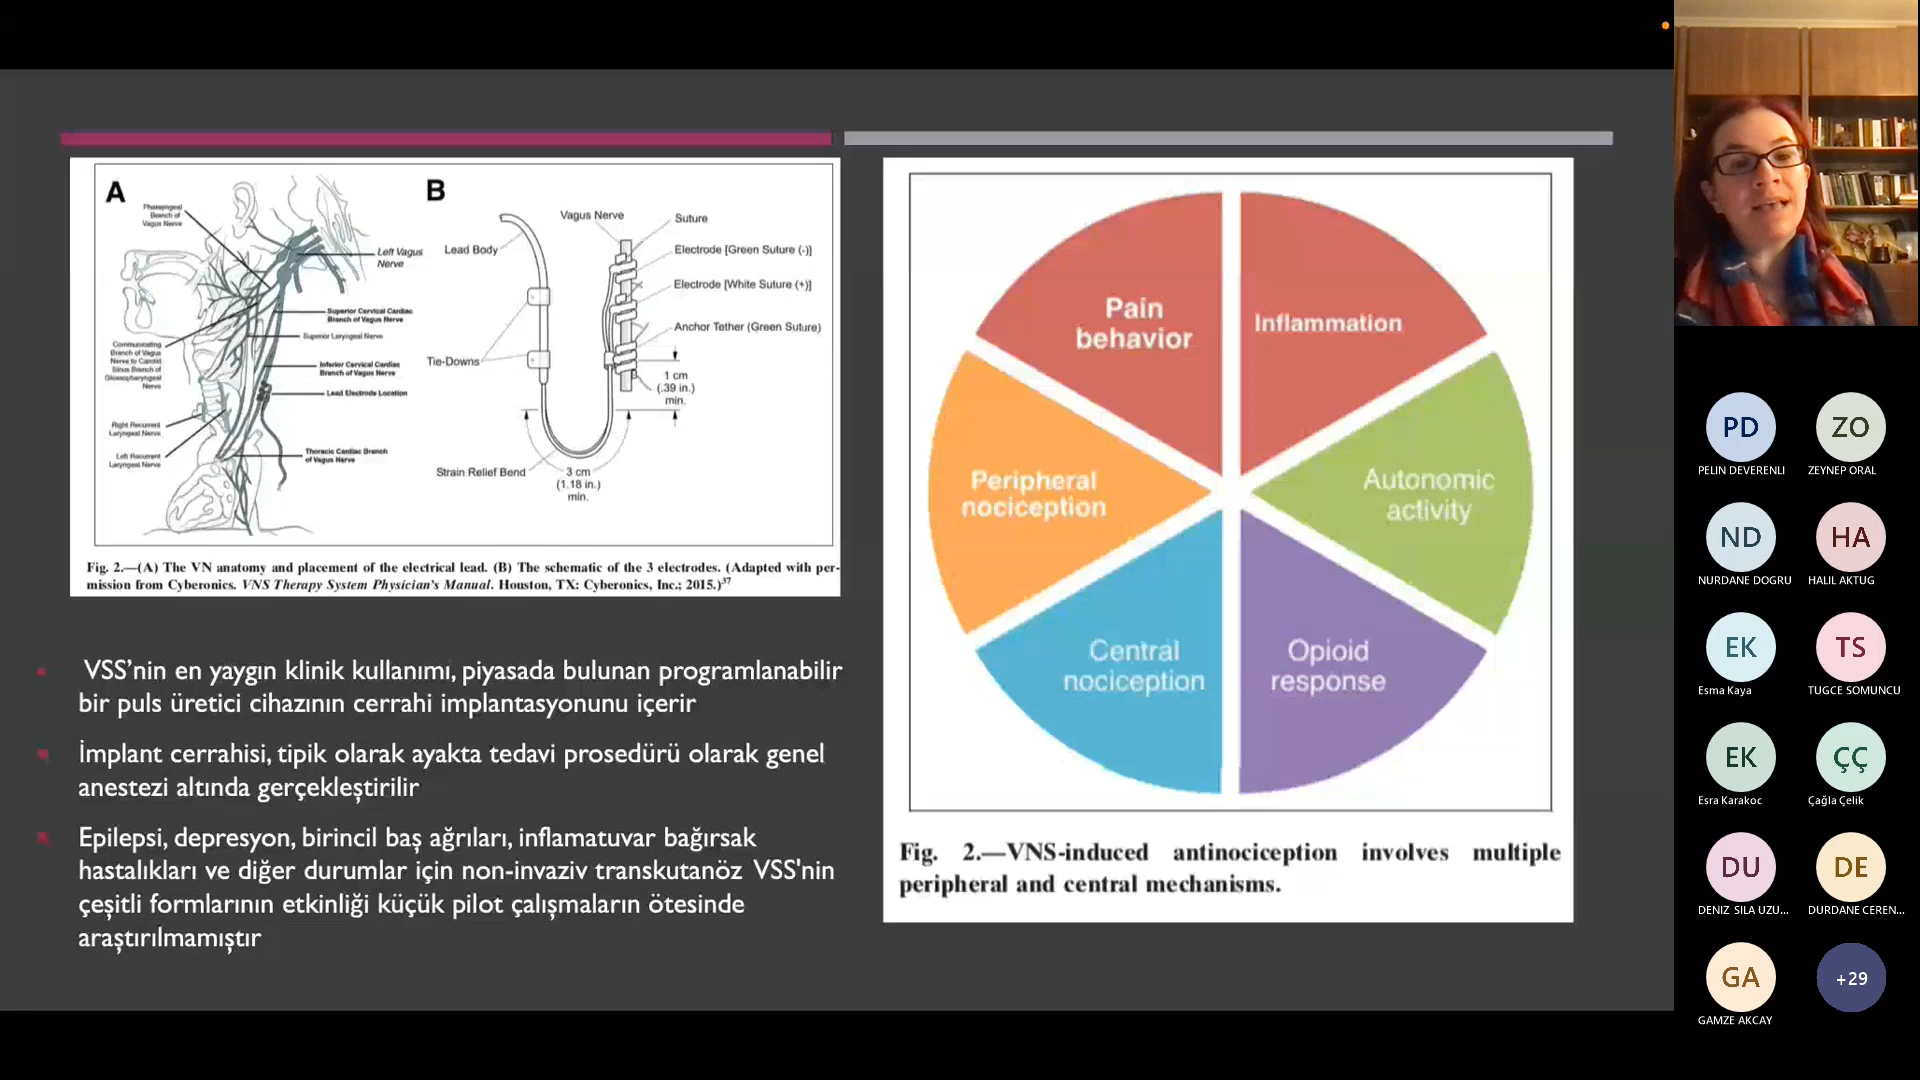 A
Pharyngeal
Branch of
Vagus Nerve
Left Vagus
Nerve
Superior Cervical Cardiac
Branch of Vagus Nerve
Superior Laryngeal Nerve
Communicating
Branch of Vagus
Nerve to Carotid
Sinus Branch of
Glossopharyngeal
Nerve
Inferior Cervical Cardiac
Branch of Vagus Nerve
Lead Electrode Location
Right Recurrent
Laryngeal Nerve
Left Recurrent
Laryngeal Nerve
Thoracic Cardiac Branch
of Vagus Nerve
B
Vagus Nerve
Suture
Lead Body
Electrode [Green Suture (-)]
Electrode [White Suture (+)]
Anchor Tether (Green Suture)
Tie-Downs
1 cm
(.39 in.)
min.
Strain Relief Bend
3 cm
(1.18 in.)
min.
Fig. 2.—(A) The VN anatomy and placement of the electrical lead. (B) The schematic of the 3 electrodes. (Adapted with per-
mission from Cyberonics. VNS Therapy System Physician's Manual. Houston, TX: Cyberonics, Inc.; 2015.)37
VSS’nin en yaygın klinik kullanımı, piyasada bulunan programlanabilir
bir puls üretici cihazının cerrahi implantasyonunu içerir
İmplant cerrahisi, tipik olarak ayakta tedavi prosedürü olarak genel
anestezi altında gerçekleştirilir
Epilepsi, depresyon, birincil baş ağrıları, inflamatuvar bağırsak
hastalıkları ve diğer durumlar için non-invaziv transkutanöz VSS'nin
çeşitli formlarının etkinliği küçük pilot çalışmaların ötesinde
araştırılmamıştır
Pain
behavior
Inflammation
Peripheral
nociception
Autonomic
activity
Central
nociception
Opioid
response
Fig. 2.—VNS-induced antinociception involves multiple
peripheral and central mechanisms.
PD
PELIN DEVERENLI
ZO
ZEYNEP ORAL
ND
NURDANE DOGRU
HA
HALIL AKTUG
EK
Esma Kaya
TS
TUGCE SOMUNCU
EK
Esra Karakoc
ÇÇ
Çağla Çelik
DU
DENIZ SILA UZU...
DE
DURDANE CEREN...
GA
GAMZE AKCAY
+29